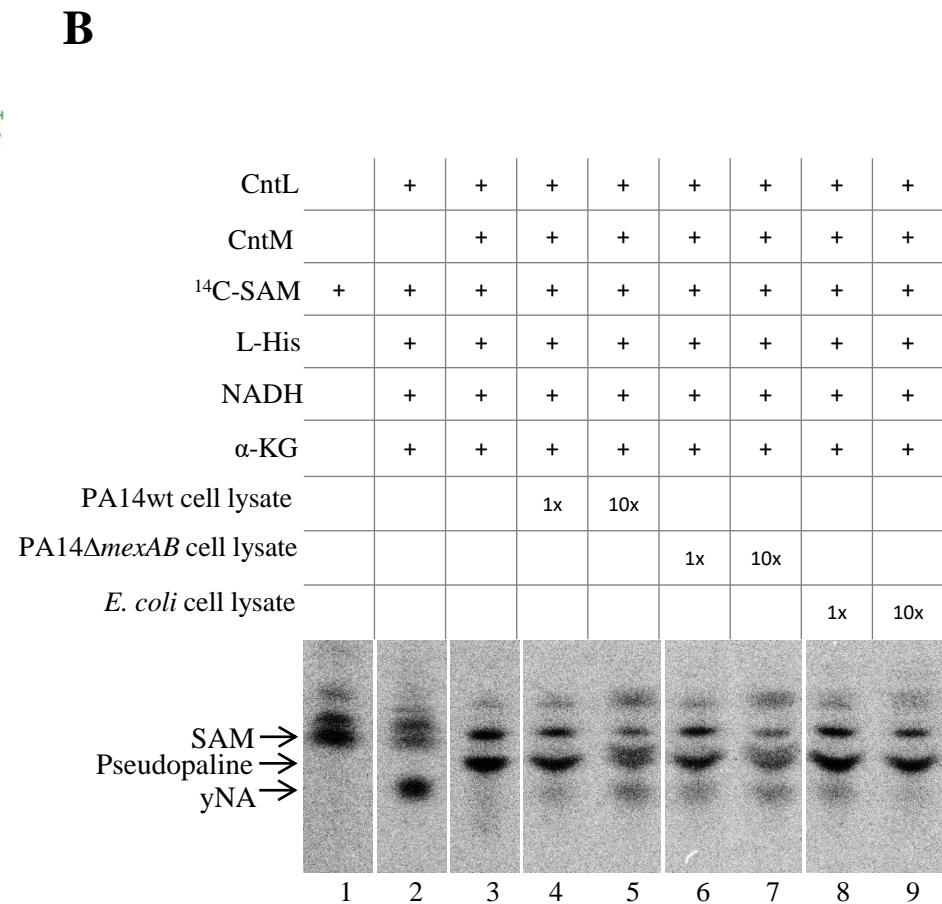 B
CntL + + + + + + + +
CntM + + + + + + +
¹⁴C-SAM + + + + + + + + +
L-His + + + + + + + +
NADH + + + + + + + +
α-KG + + + + + + + +
PA14wt cell lysate 1x 10x
PA14ΔmexAB cell lysate 1x 10x
E. coli cell lysate 1x 10x
SAM
Pseudopaline
yNA
1 2 3 4 5 6 7 8 9